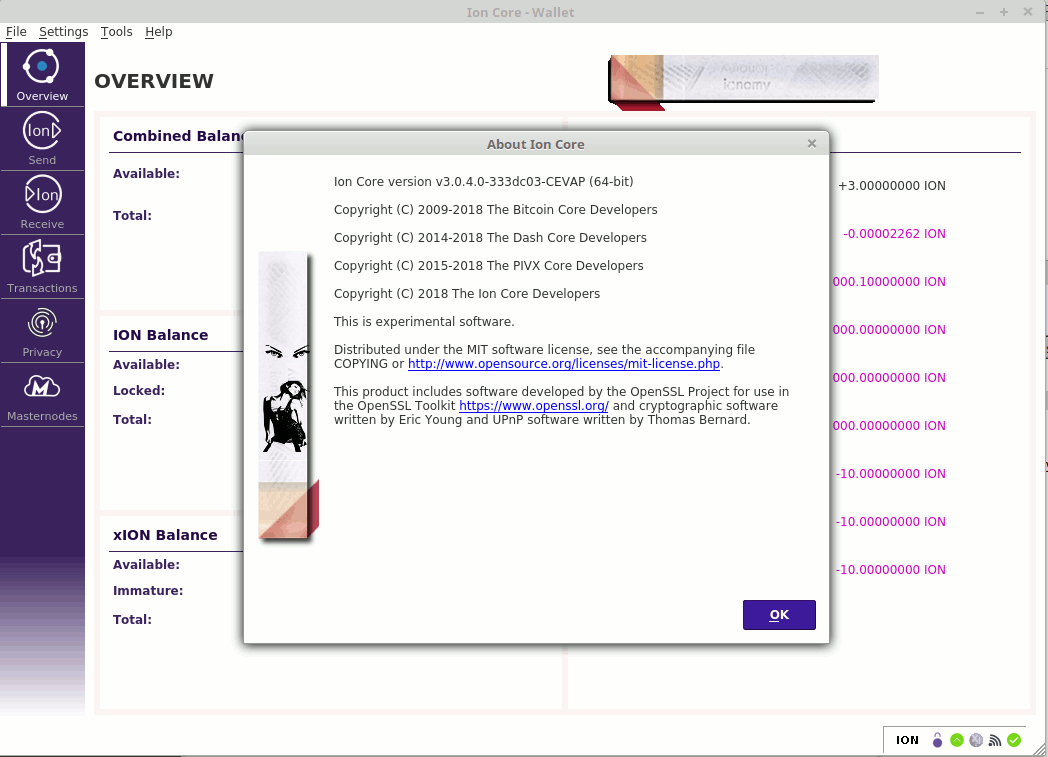 Ion Core - Wallet
File Settings Tools Help
Overview
Ion
Send
Ion
Receive
Transactions
Privacy
Masternodes
OVERVIEW
ionomy
Combined Balan
Available:
Total:
ION Balance
Available:
Locked:
Total:
xION Balance
Available:
Immature:
Total:
About Ion Core
Ion Core version v3.0.4.0-333dc03-CEVAP (64-bit)
Copyright (C) 2009-2018 The Bitcoin Core Developers
Copyright (C) 2014-2018 The Dash Core Developers
Copyright (C) 2015-2018 The PIVX Core Developers
Copyright (C) 2018 The Ion Core Developers
This is experimental software.
Distributed under the MIT software license, see the accompanying file
COPYING or http://www.opensource.org/licenses/mit-license.php.
This product includes software developed by the OpenSSL Project for use in
the OpenSSL Toolkit https://www.openssl.org/ and cryptographic software
written by Eric Young and UPnP software written by Thomas Bernard.
OK
+3.00000000 ION
-0.00002262 ION
000.10000000 ION
000.00000000 ION
000.00000000 ION
000.00000000 ION
-10.00000000 ION
-10.00000000 ION
-10.00000000 ION
ION